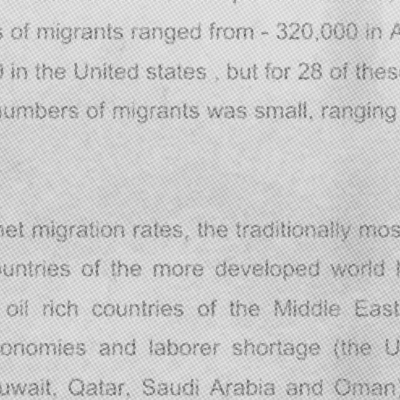 s of migrants ranged from - 320,000 in A
in the United states , but for 28 of thes
umbers of migrants was small, ranging
net migration rates, the traditionally mos
ountries of the more developed world
oil rich countries of the Middle East
onomies and laborer shortage (the U
uwait, Qatar, Saudi Arabia and Oman)